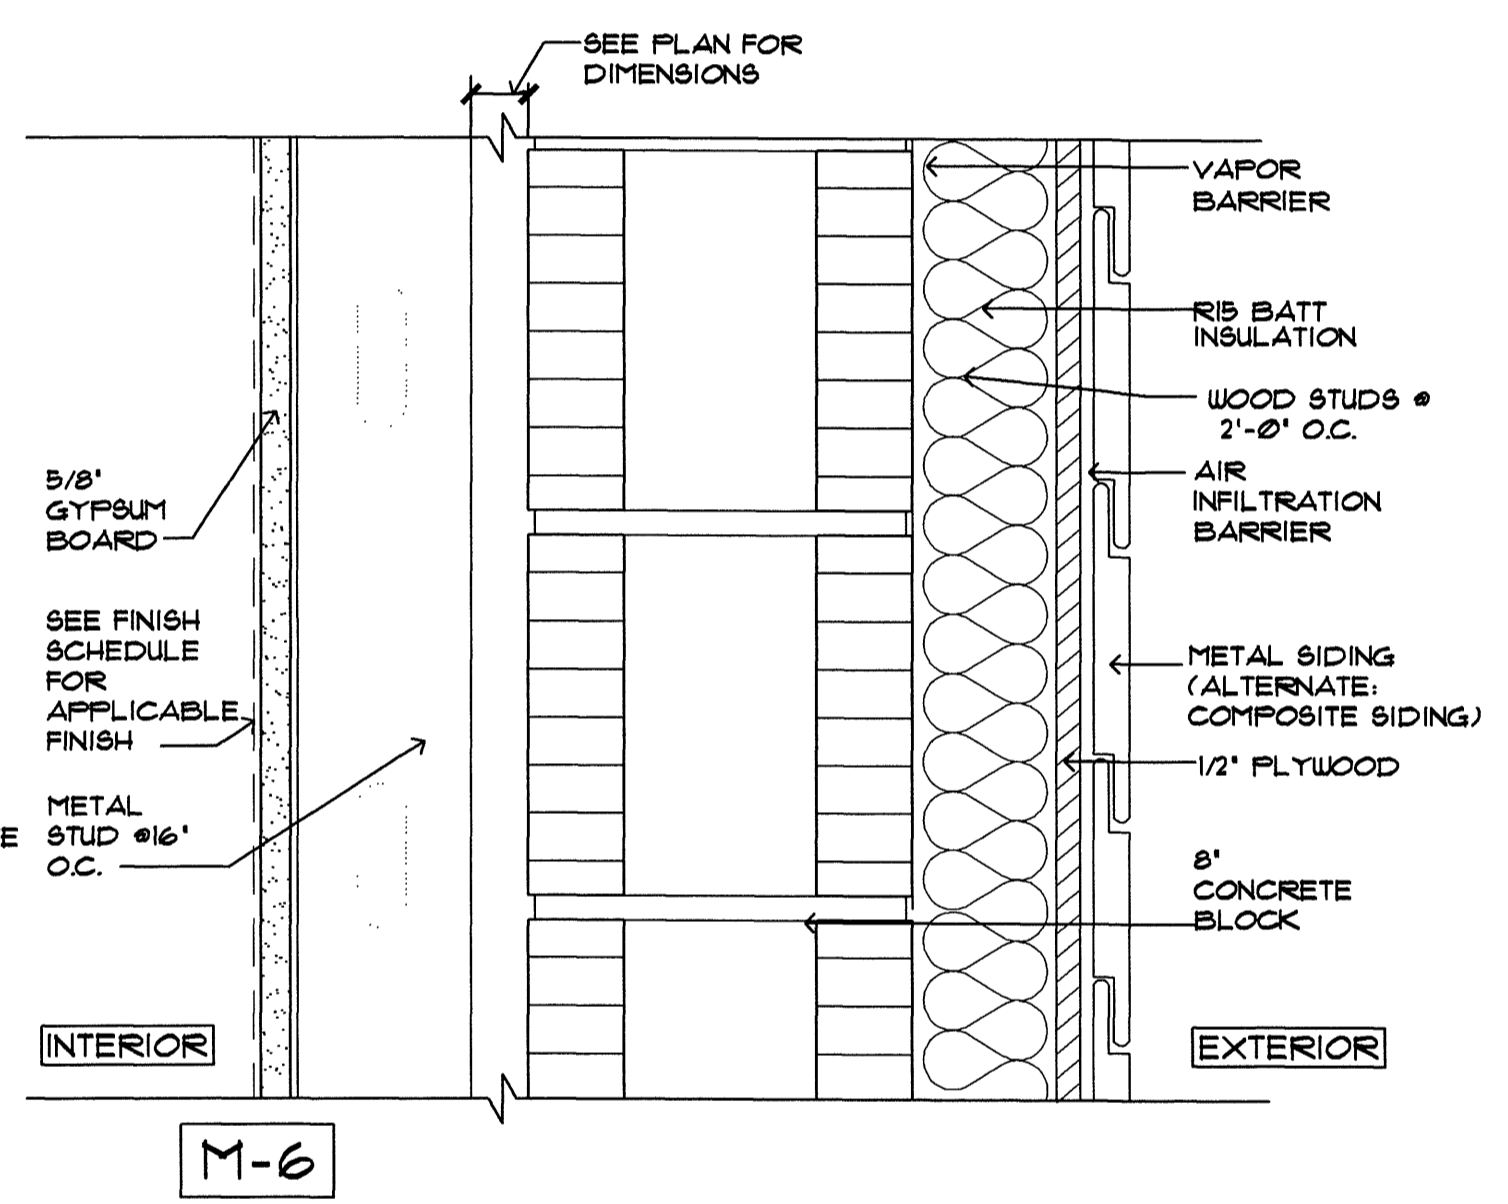 SEE PLAN FOR
DIMENSIONS
VAPOR
BARRIER
R15 BATT
INSULATION
WOOD STUDS @
2'-0" O.C.
AIR
INFILTRATION
BARRIER
METAL SIDING
(ALTERNATE:
COMPOSITE SIDING)
1/2" PLYWOOD
8"
CONCRETE
BLOCK
EXTERIOR
5/8"
GYPSUM
BOARD
SEE FINISH
SCHEDULE
FOR
APPLICABLE
FINISH
METAL
E STUD @16"
O.C.
INTERIOR
M-6